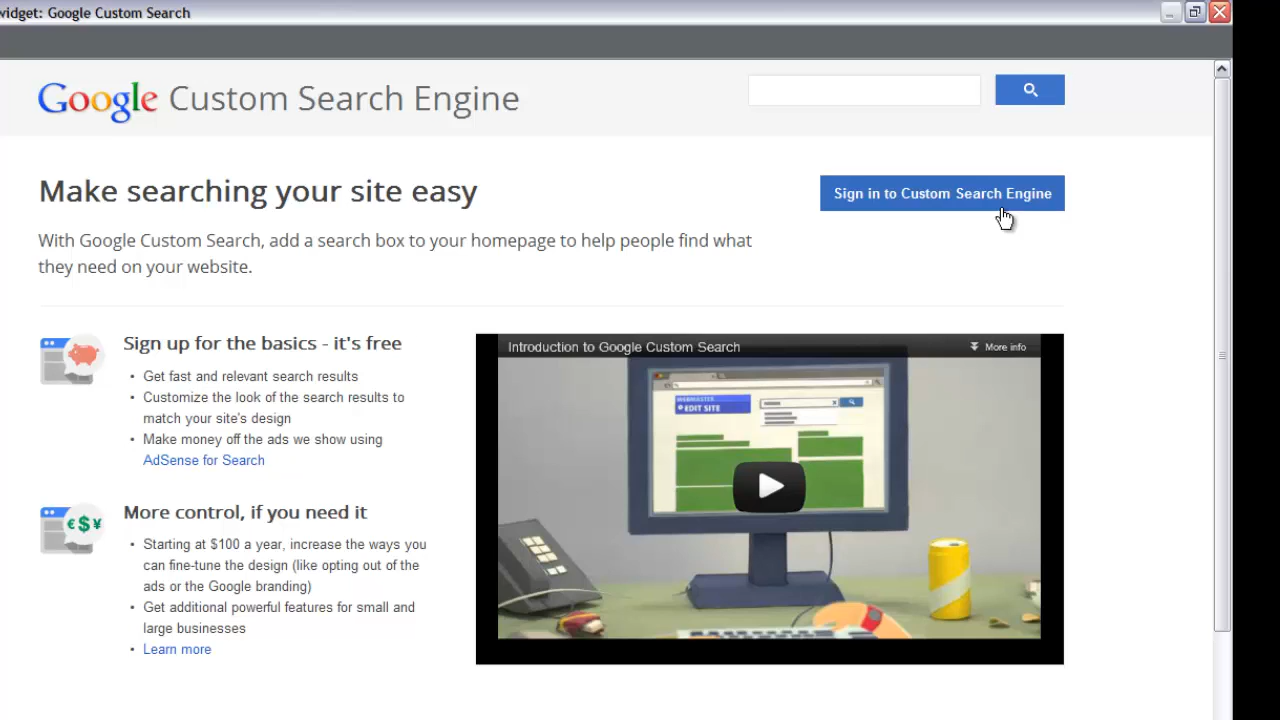 widget: Google Custom Search
Google Custom Search Engine
Make searching your site easy
Sign in to Custom Search Engine
With Google Custom Search, add a search box to your homepage to help people find what
they need on your website.
Sign up for the basics - it's free
• Get fast and relevant search results
• Customize the look of the search results to
match your site's design
• Make money off the ads we show using
AdSense for Search
More control, if you need it
• Starting at $100 a year, increase the ways you
can fine-tune the design (like opting out of the
ads or the Google branding)
• Get additional powerful features for small and
large businesses
• Learn more
Introduction to Google Custom Search
More info
WEBMASTER
EDIT SITE